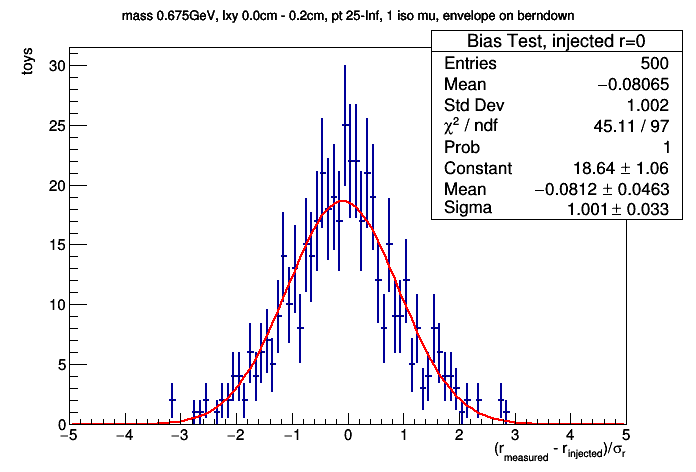 mass 0.675GeV, lxy 0.0cm - 0.2cm, pt 25-Inf, 1 iso mu, envelope on berndown
Bias Test, injected r=0
Entries 500
Mean −0.08065
Std Dev 1.002
χ² / ndf 45.11 / 97
Prob 1
Constant 18.64 ± 1.06
Mean −0.0812 ± 0.0463
Sigma 1.001 ± 0.033
toys
30
25
20
15
10
5
0
−5 −4 −3 −2 −1 0 1 2 3 4 5
(r_measured - r_injected)/σ_r